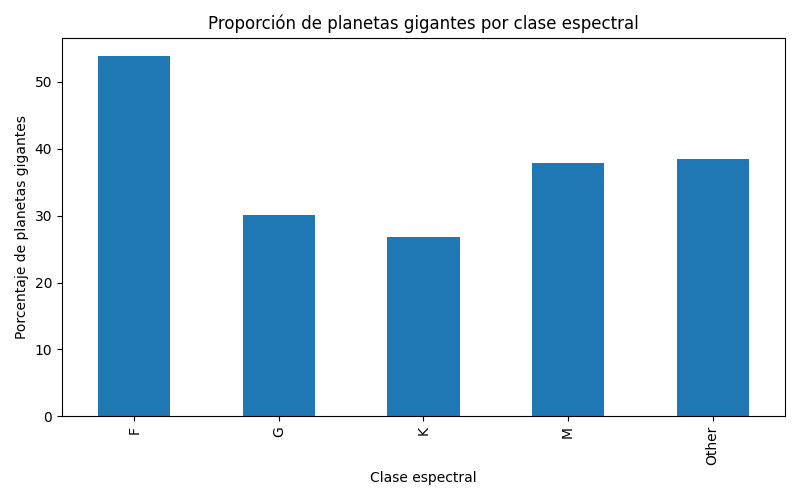 Proporción de planetas gigantes por clase espectral
Porcentaje de planetas gigantes
50
40
30
20
10
0
F
G
K
M
Other
Clase espectral